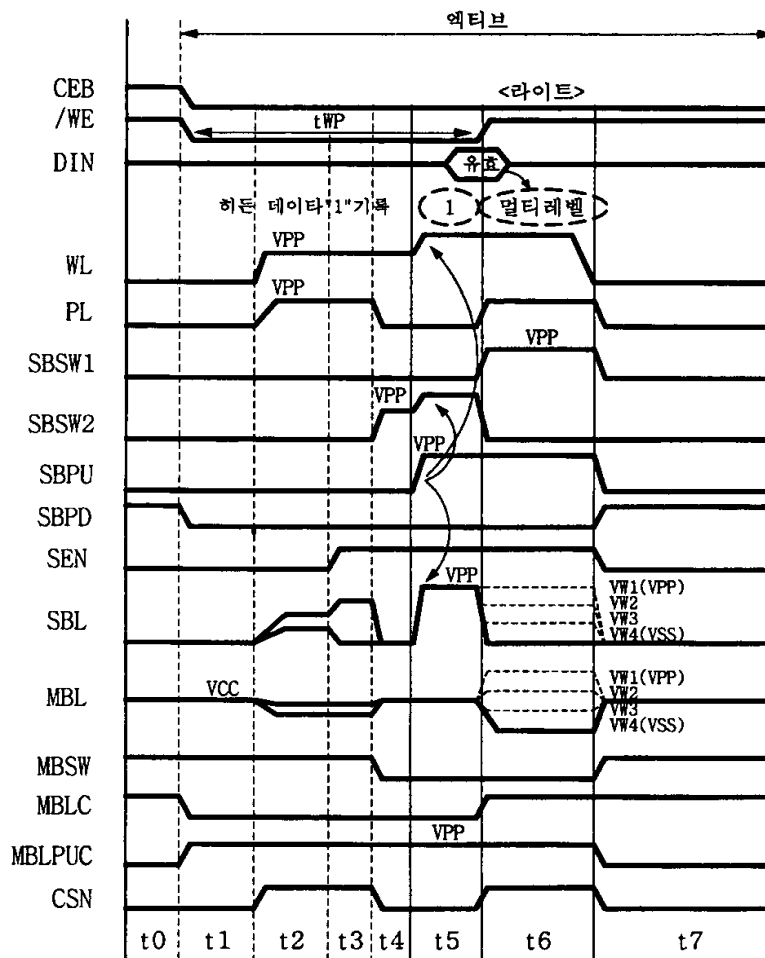 엑티브
CEB
<라이트>
/WE
tWP
DIN
유효
히든 데이타"1"기록
1
멀티레벨
VPP
WL
VPP
PL
VPP
SBSW1
VPP
SBSW2
VPP
SBPU
SBPD
SEN
VPP
VW1(VPP)
VW2
SBL
VW3
VW4(VSS)
VW1(VPP)
VCC
VW2
MBL
VW3
VW4(VSS)
MBSW
MBLC
VPP
MBLPUC
CSN
t0 t1 t2 t3 t4 t5 t6 t7